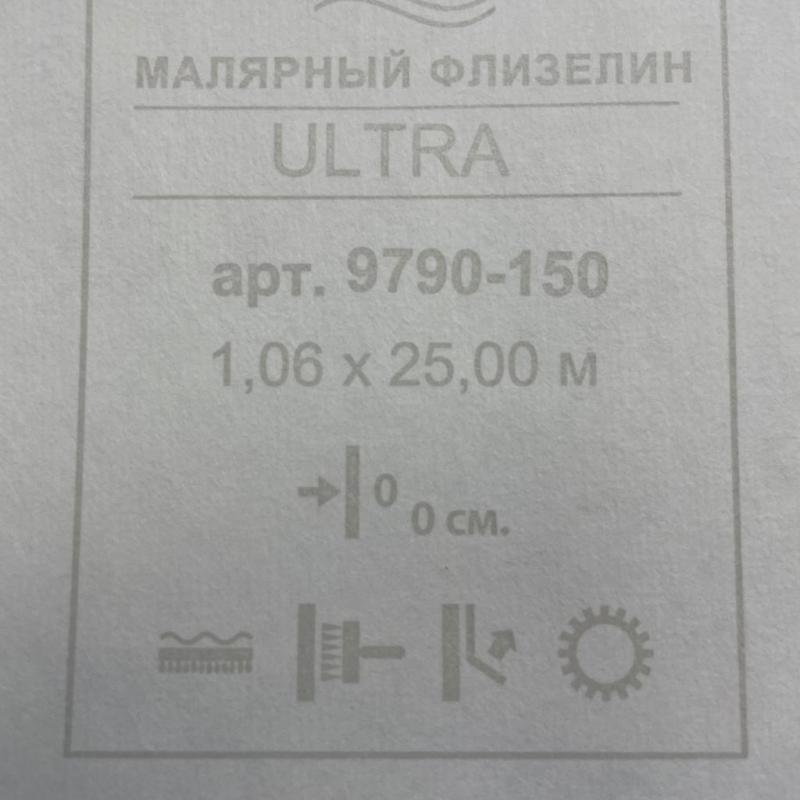 МАЛЯРНЫЙ ФЛИЗЕЛИН
ULTRA
арт. 9790-150
1,06 x 25,00 м
0
0 см.